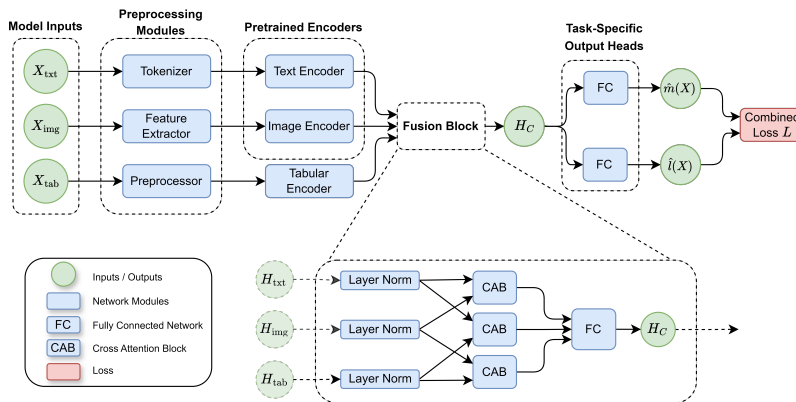 Model Inputs
Preprocessing
Modules
Pretrained Encoders
Task-Specific
Output Heads
X_txt
Tokenizer
Text Encoder
FC
m̂(X)
X_img
Feature
Extractor
Image Encoder
Fusion Block
H_C
Combined
Loss L
X_tab
Preprocessor
Tabular
Encoder
FC
l̂(X)
Inputs / Outputs
Network Modules
FC
Fully Connected Network
CAB
Cross Attention Block
Loss
H_txt
Layer Norm
CAB
H_img
Layer Norm
CAB
FC
H_C
H_tab
Layer Norm
CAB